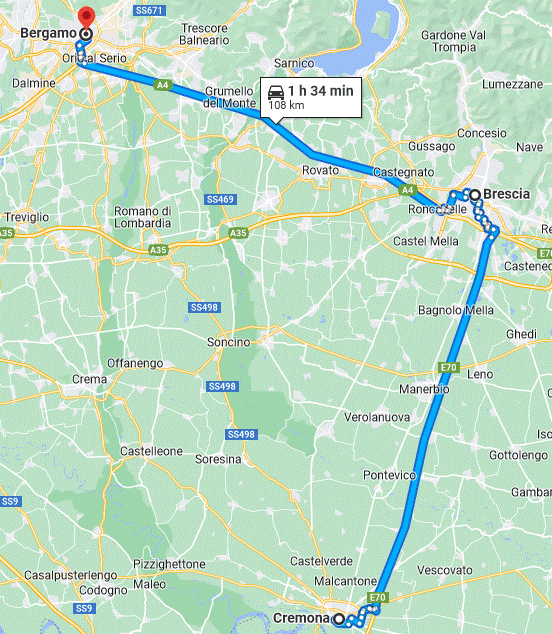 SS671
Bergamo
Trescore
Balneario
Gardone Val
Trompia
Orio al Serio
Sarnico
Dalmine
A4
Grumello
del Monte
1 h 34 min
108 km
Lumezzane
Concesio
Gussago
Nave
Rovato
Castegnato
A4
Brescia
SS469
Roncadelle
Treviglio
Romano di
Lombardia
A35
A35
A35
Castel Mella
E70
Castened
Bagnolo Mella
SS498
Soncino
Ghedi
Offanengo
E70
Leno
Crema
SS498
Manerbio
Verolanuova
SS498
Castelleone
Soresina
Gottolengo
Pontevico
Gambar
SS9
Pizzighettone
Castelverde
Casalpusterlengo
Maleo
Codogno
Malcantone
Vescovato
E70
SS9
Cremona